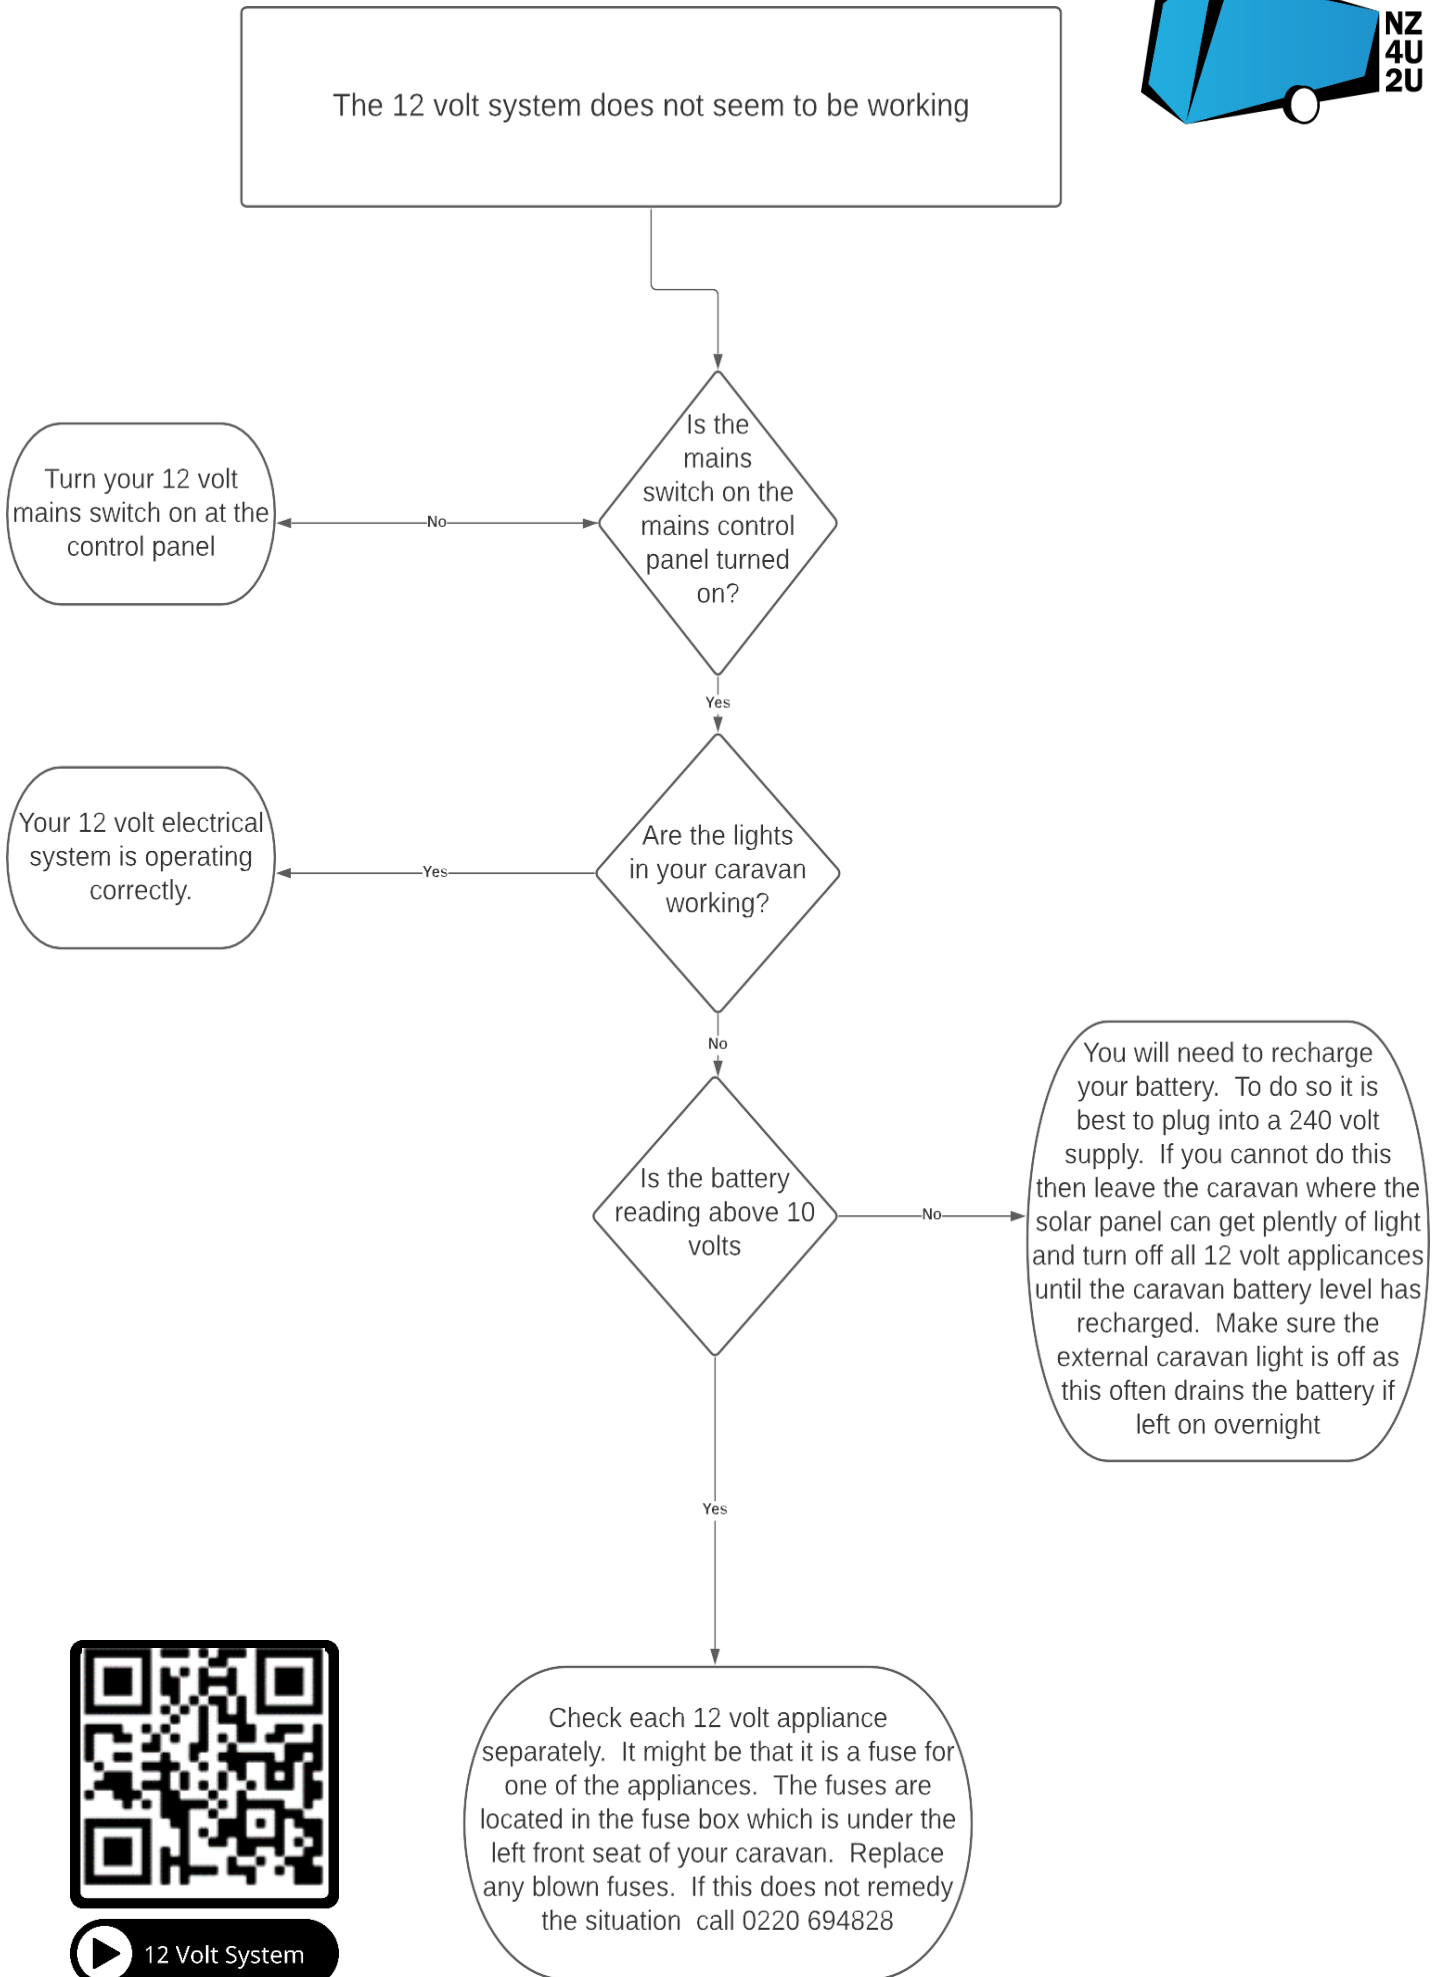 The 12 volt system does not seem to be working
NZ
4U
2U
Is the
mains
switch on the
mains control
panel turned
on?
No
Turn your 12 volt
mains switch on at the
control panel
Yes
Are the lights
in your caravan
working?
Yes
Your 12 volt electrical
system is operating
correctly.
No
Is the battery
reading above 10
volts
No
You will need to recharge
your battery.  To do so it is
best to plug into a 240 volt
supply.  If you cannot do this
then leave the caravan where the
solar panel can get plently of light
and turn off all 12 volt applicances
until the caravan battery level has
recharged.  Make sure the
external caravan light is off as
this often drains the battery if
left on overnight
Yes
Check each 12 volt appliance
separately.  It might be that it is a fuse for
one of the appliances.  The fuses are
located in the fuse box which is under the
left front seat of your caravan.  Replace
any blown fuses.  If this does not remedy
the situation  call 0220 694828
12 Volt System